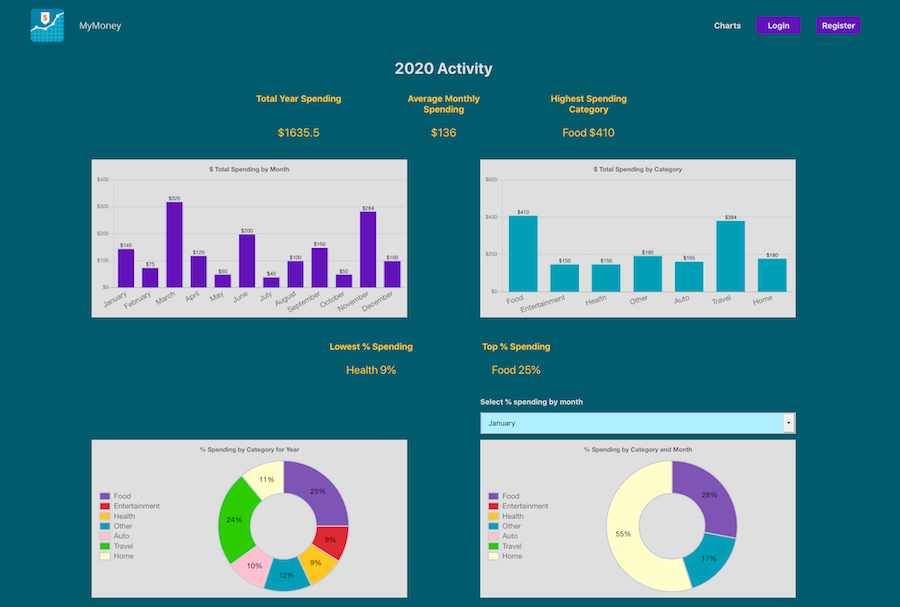 MyMoney
Charts
Login
Register
2020 Activity
Total Year Spending
Average Monthly
Spending
Highest Spending
Category
$1635.5
$136
Food $410
$ Total Spending by Month
$400
$300
$200
$100
$0
$145
$75
$320
$120
$50
$200
$40
$100
$150
$50
$284
$100
January
February
March
April
May
June
July
August
September
October
November
December
$ Total Spending by Category
$600
$400
$200
$0
$410
$150
$150
$195
$165
$384
$180
Food
Entertainment
Health
Other
Auto
Travel
Home
Lowest % Spending
Top % Spending
Health 9%
Food 25%
Select % spending by month
January
% Spending by Category for Year
Food
Entertainment
Health
Other
Auto
Travel
Home
25%
9%
9%
12%
10%
24%
11%
% Spending by Category and Month
Food
Entertainment
Health
Other
Auto
Travel
Home
28%
17%
55%